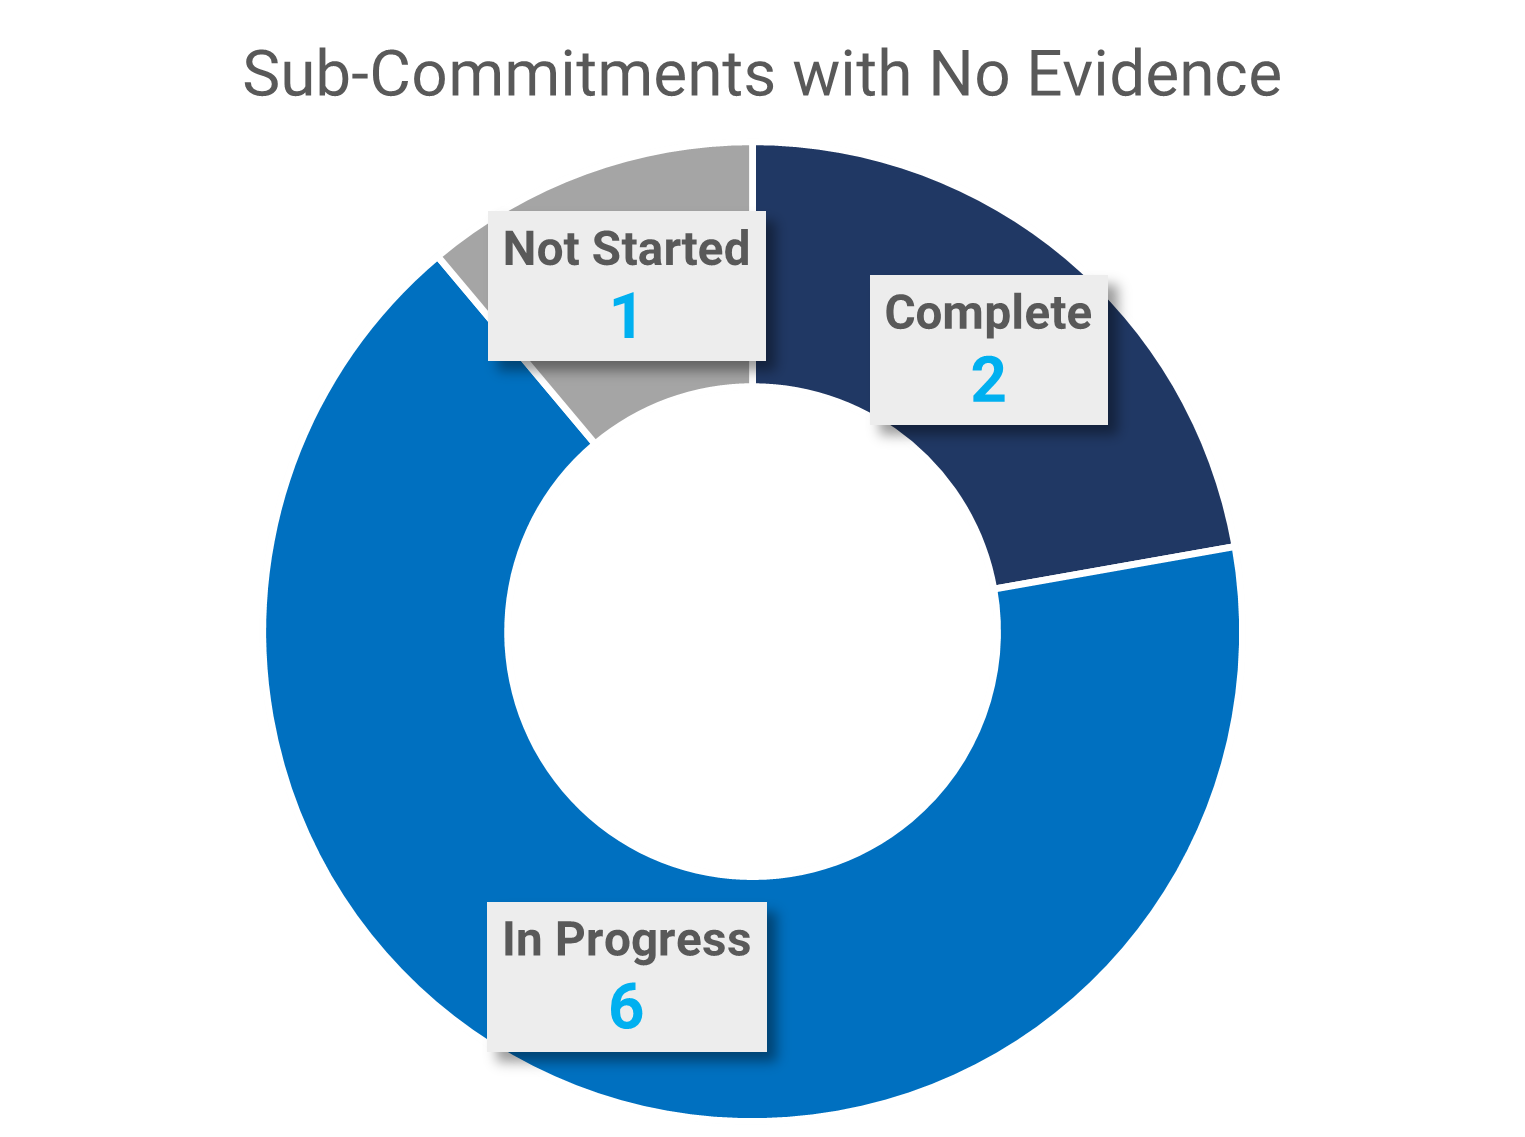 Sub-Commitments with No Evidence
Not Started
1
Complete
2
In Progress
6